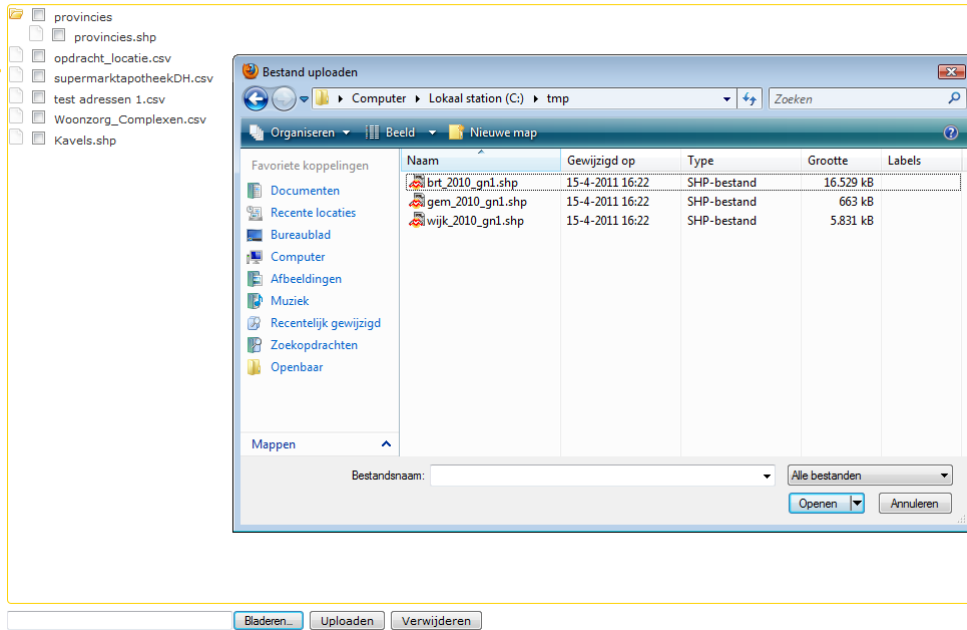 provincies
provincies.shp
opdracht_locatie.csv
supermarktapotheekDH.csv
test adressen 1.csv
Woonzorg_Complexen.csv
Kavels.shp
Bestand uploaden
Computer Lokaal station (C:) tmp
Zoeken
Organiseren Beeld Nieuwe map
Favoriete koppelingen
Documenten
Recente locaties
Bureaublad
Computer
Afbeeldingen
Muziek
Recentelijk gewijzigd
Zoekopdrachten
Openbaar
Mappen
Naam Gewijzigd op Type Grootte Labels
brt_2010_gn1.shp 15-4-2011 16:22 SHP-bestand 16.529 kB
gem_2010_gn1.shp 15-4-2011 16:22 SHP-bestand 663 kB
wijk_2010_gn1.shp 15-4-2011 16:22 SHP-bestand 5.831 kB
Bestandsnaam: Alle bestanden
Openen Annuleren
Bladeren... Uploaden Verwijderen